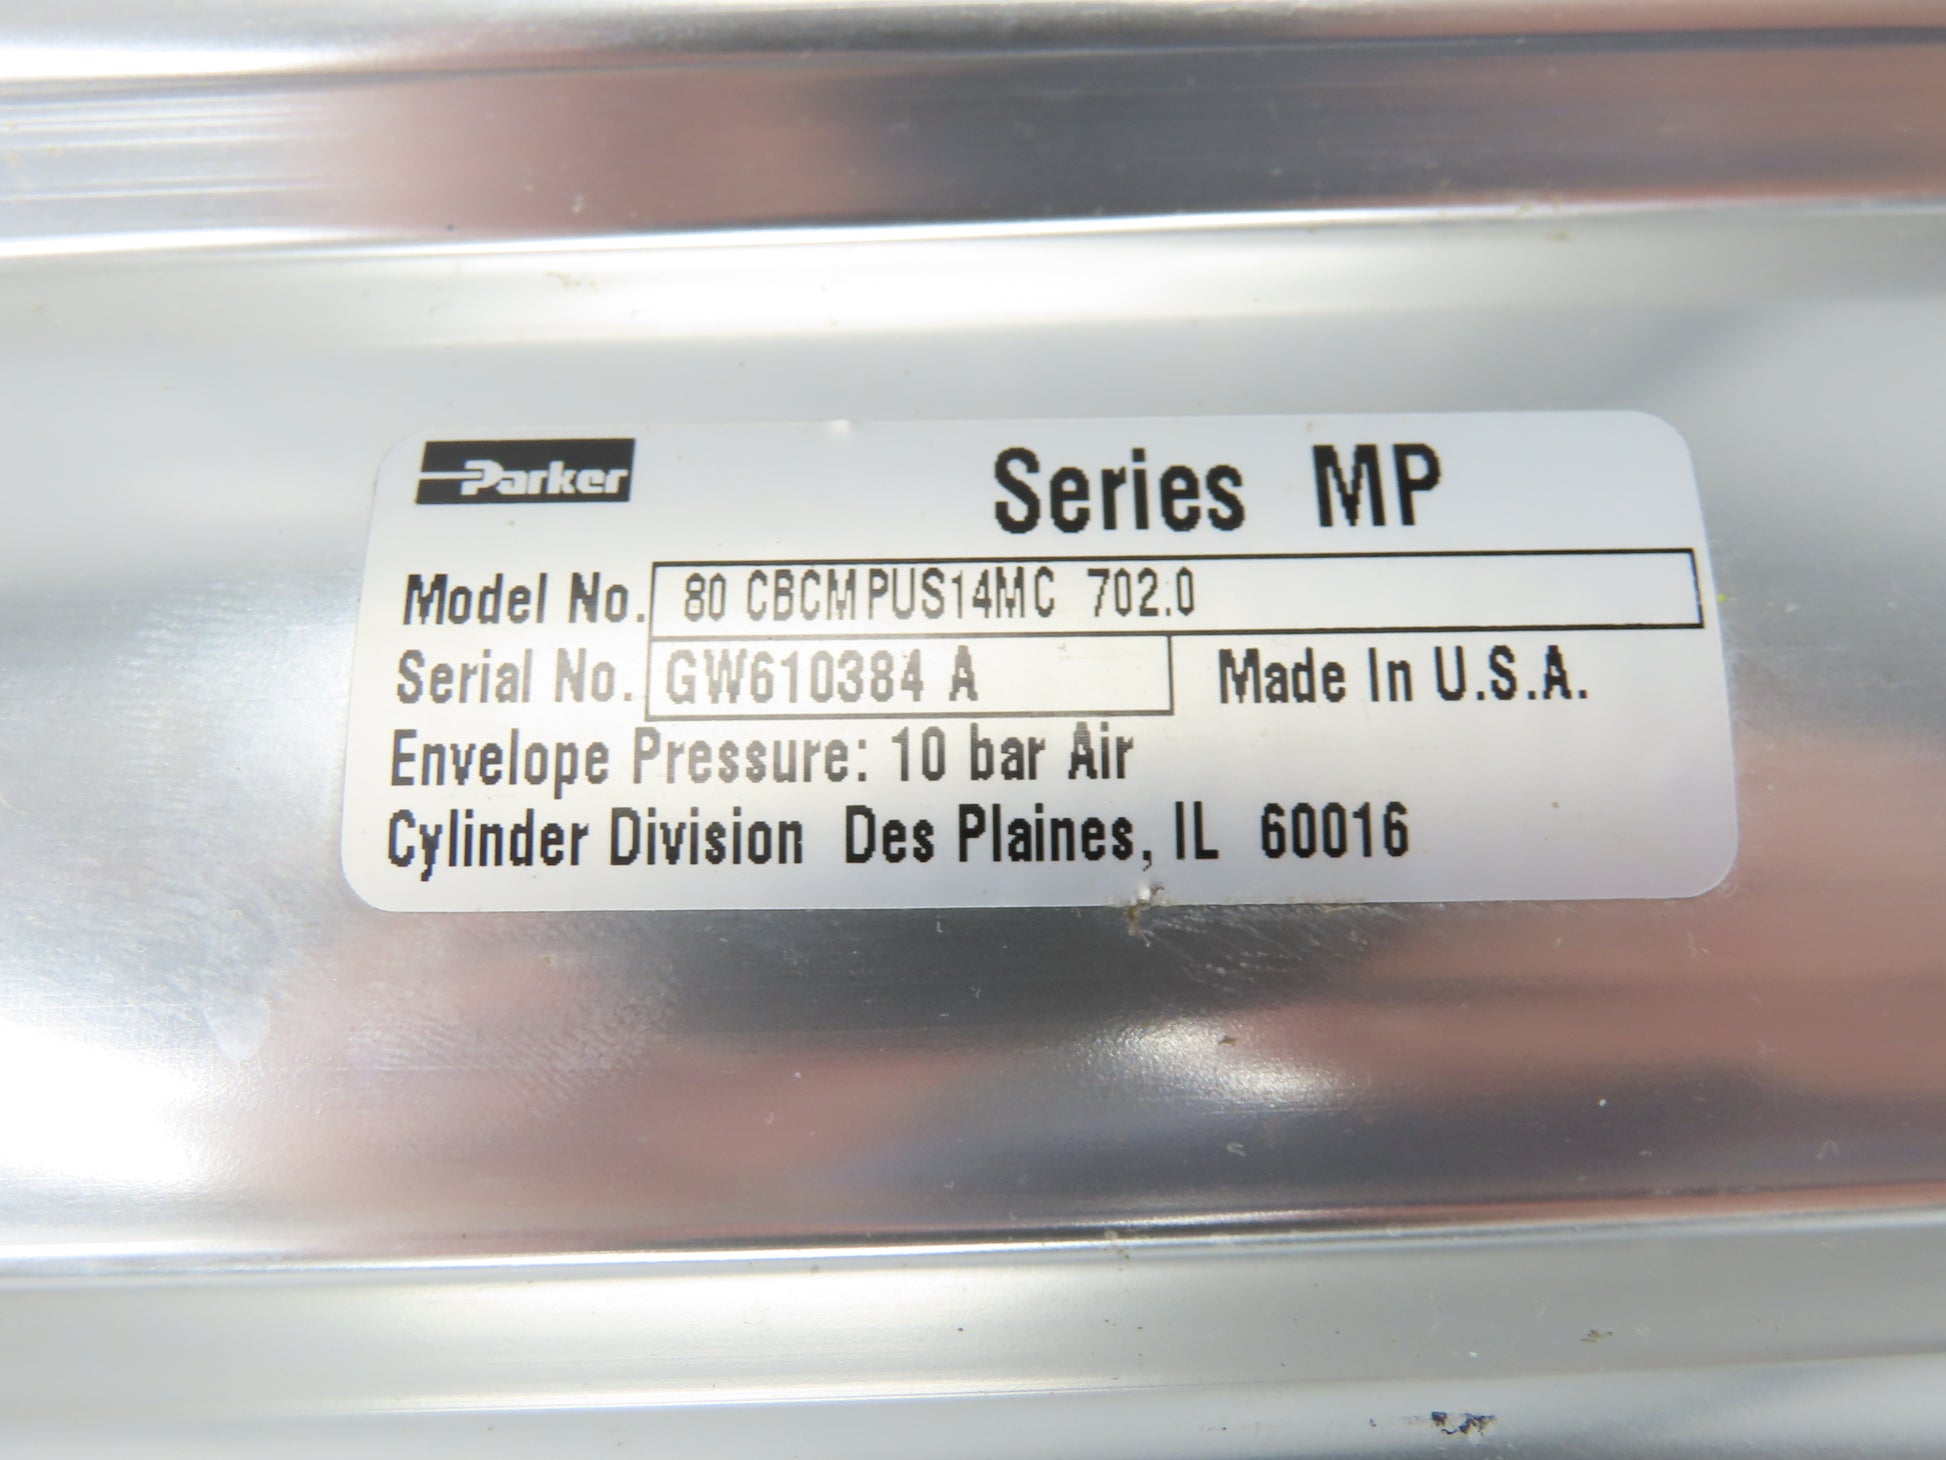 Parker
Series MP
Model No. 80 CBCMPUS14MC 702.0
Serial No. GW610384 A Made In U.S.A.
Envelope Pressure: 10 bar Air
Cylinder Division Des Plaines, IL 60016